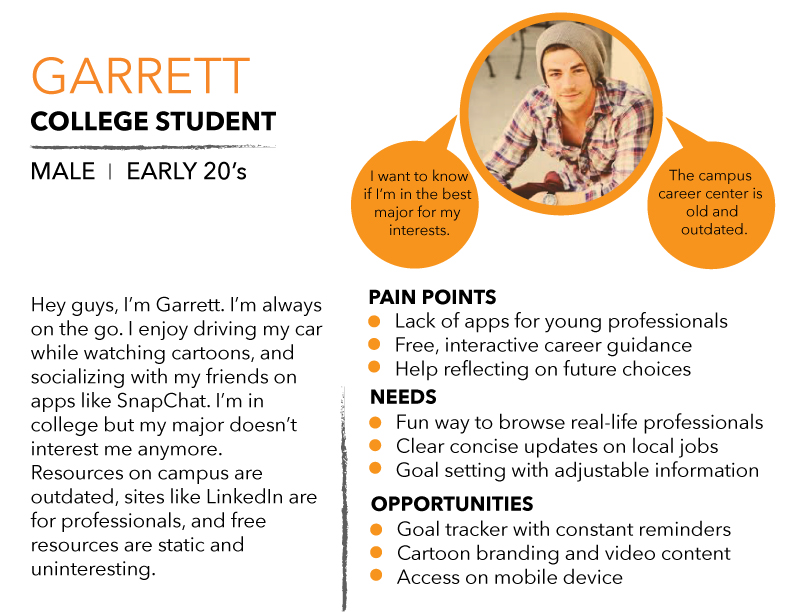 GARRETT
COLLEGE STUDENT
MALE | EARLY 20's
I want to know
if I'm in the best
major for my
interests.
The campus
career center is
old and
outdated.
Hey guys, I'm Garrett. I'm always
on the go. I enjoy driving my car
while watching cartoons, and
socializing with my friends on
apps like SnapChat. I'm in
college but my major doesn't
interest me anymore.
Resources on campus are
outdated, sites like LinkedIn are
for professionals, and free
resources are static and
uninteresting.
PAIN POINTS
Lack of apps for young professionals
Free, interactive career guidance
Help reflecting on future choices
NEEDS
Fun way to browse real-life professionals
Clear concise updates on local jobs
Goal setting with adjustable information
OPPORTUNITIES
Goal tracker with constant reminders
Cartoon branding and video content
Access on mobile device